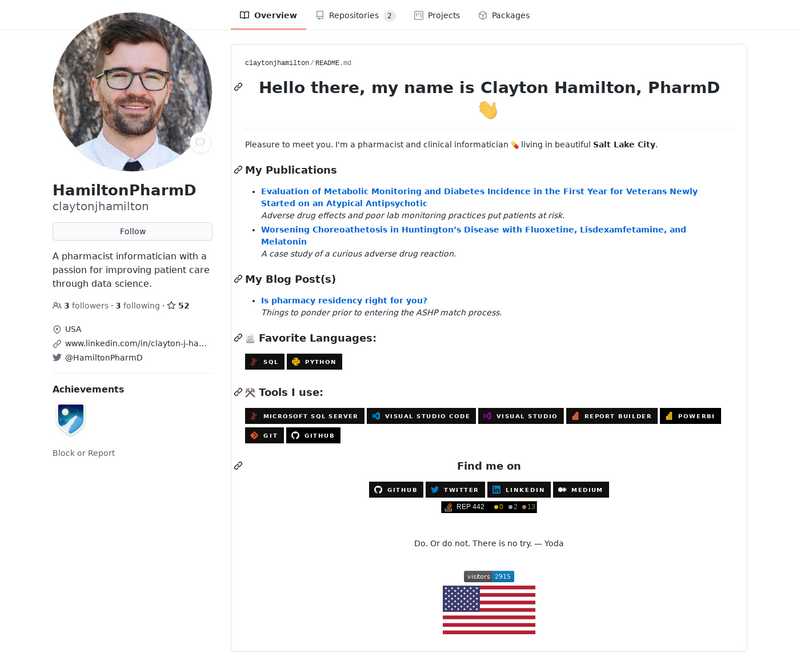 Overview
Repositories 2
Projects
Packages
HamiltonPharmD
claytonjhamilton
Follow
A pharmacist informatician with a
passion for improving patient care
through data science.
3 followers · 3 following · 52
USA
www.linkedin.com/in/clayton-j-ha...
@HamiltonPharmD
Achievements
Block or Report
claytonjhamilton/README.md
Hello there, my name is Clayton Hamilton, PharmD
Pleasure to meet you. I'm a pharmacist and clinical informatician living in beautiful Salt Lake City.
My Publications
Evaluation of Metabolic Monitoring and Diabetes Incidence in the First Year for Veterans Newly
Started on an Atypical Antipsychotic
Adverse drug effects and poor lab monitoring practices put patients at risk.
Worsening Choreoathetosis in Huntington's Disease with Fluoxetine, Lisdexamfetamine, and
Melatonin
A case study of a curious adverse drug reaction.
My Blog Post(s)
Is pharmacy residency right for you?
Things to ponder prior to entering the ASHP match process.
Favorite Languages:
SQL PYTHON
Tools I use:
MICROSOFT SQL SERVER VISUAL STUDIO CODE VISUAL STUDIO REPORT BUILDER POWERBI
GIT GITHUB
Find me on
GITHUB TWITTER LINKEDIN MEDIUM
REP 442 0 2 13
Do. Or do not. There is no try. — Yoda
visitors 2915